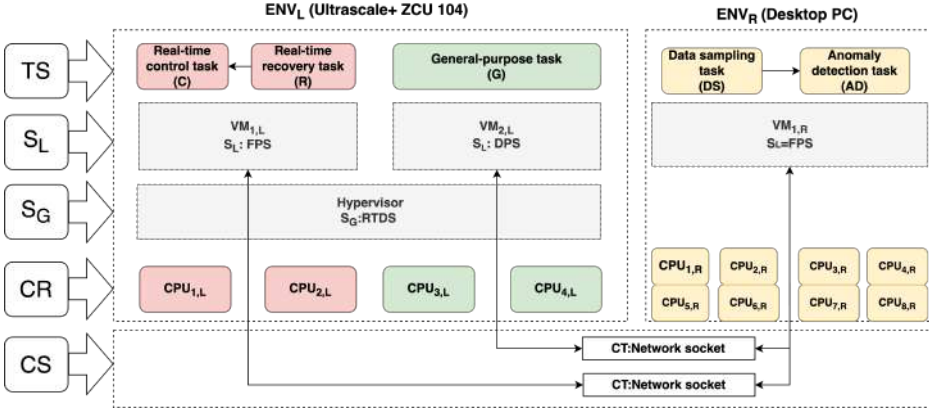 ENV_L (Ultrascale+ ZCU 104)
ENV_R (Desktop PC)
TS
Real-time
control task
(C)
Real-time
recovery task
(R)
General-purpose task
(G)
Data sampling
task
(DS)
Anomaly
detection task
(AD)
S_L
VM_1,L
S_L: FPS
VM_2,L
S_L: DPS
VM_1,R
S_L=FPS
S_G
Hypervisor
S_G:RTDS
CR
CPU_1,L
CPU_2,L
CPU_3,L
CPU_4,L
CPU_1,R
CPU_2,R
CPU_3,R
CPU_4,R
CPU_5,R
CPU_6,R
CPU_7,R
CPU_8,R
CS
CT:Network socket
CT:Network socket